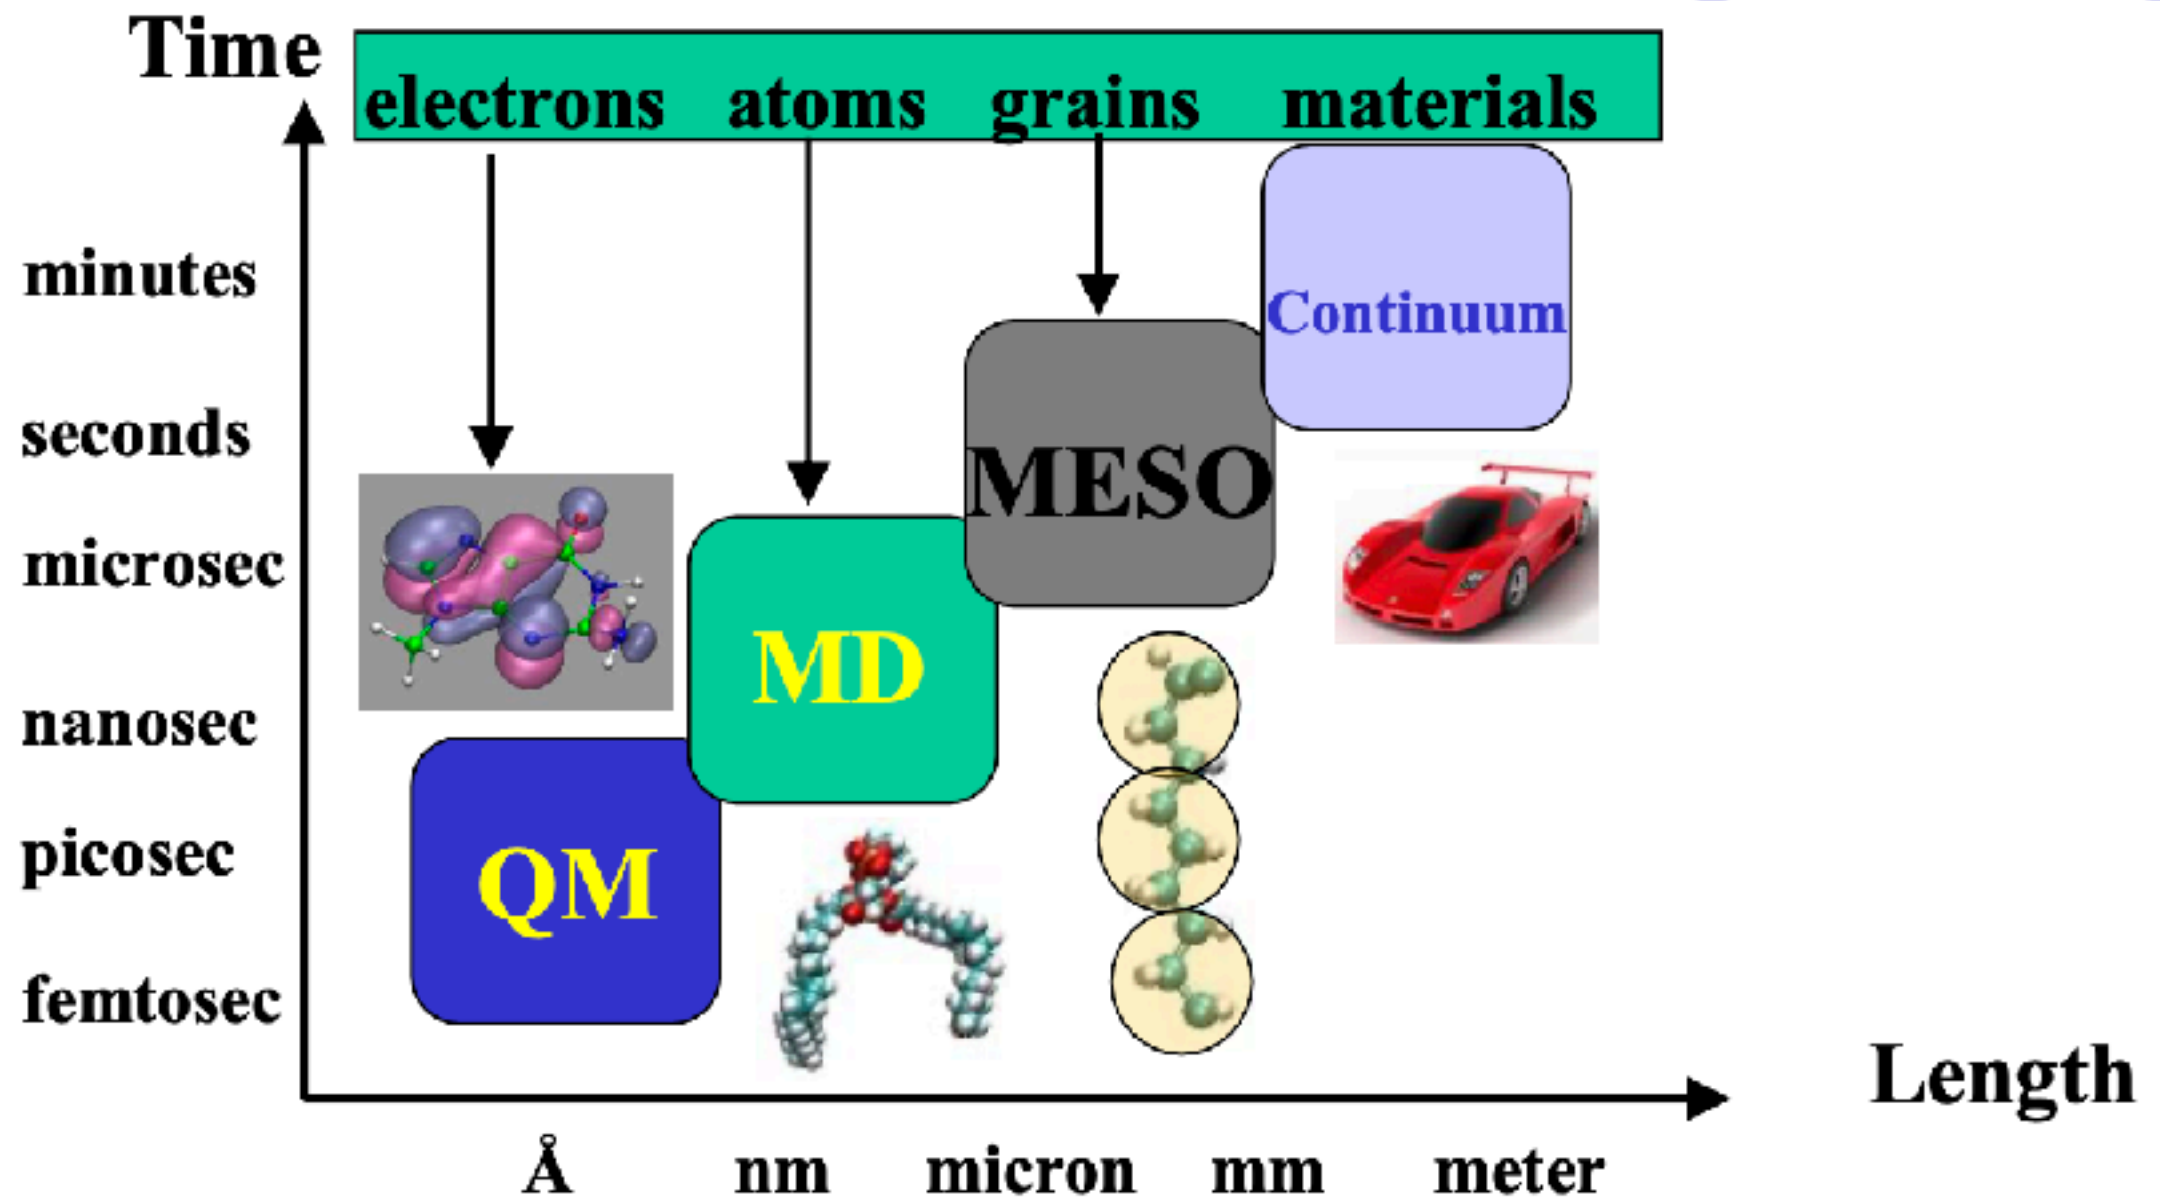 Time
electrons atoms grains materials
minutes
Continuum
seconds
MESO
microsec
MD
nanosec
picosec
QM
femtosec
Length
Å nm micron mm meter